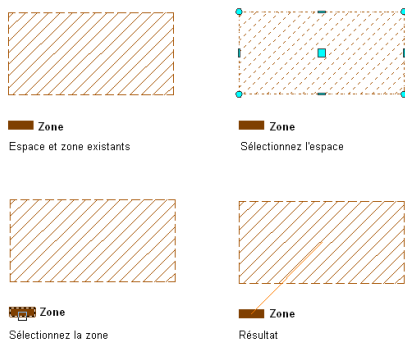 Zone
Espace et zone existants
Zone
Sélectionnez l'espace
Zone
Sélectionnez la zone
Zone
Résultat